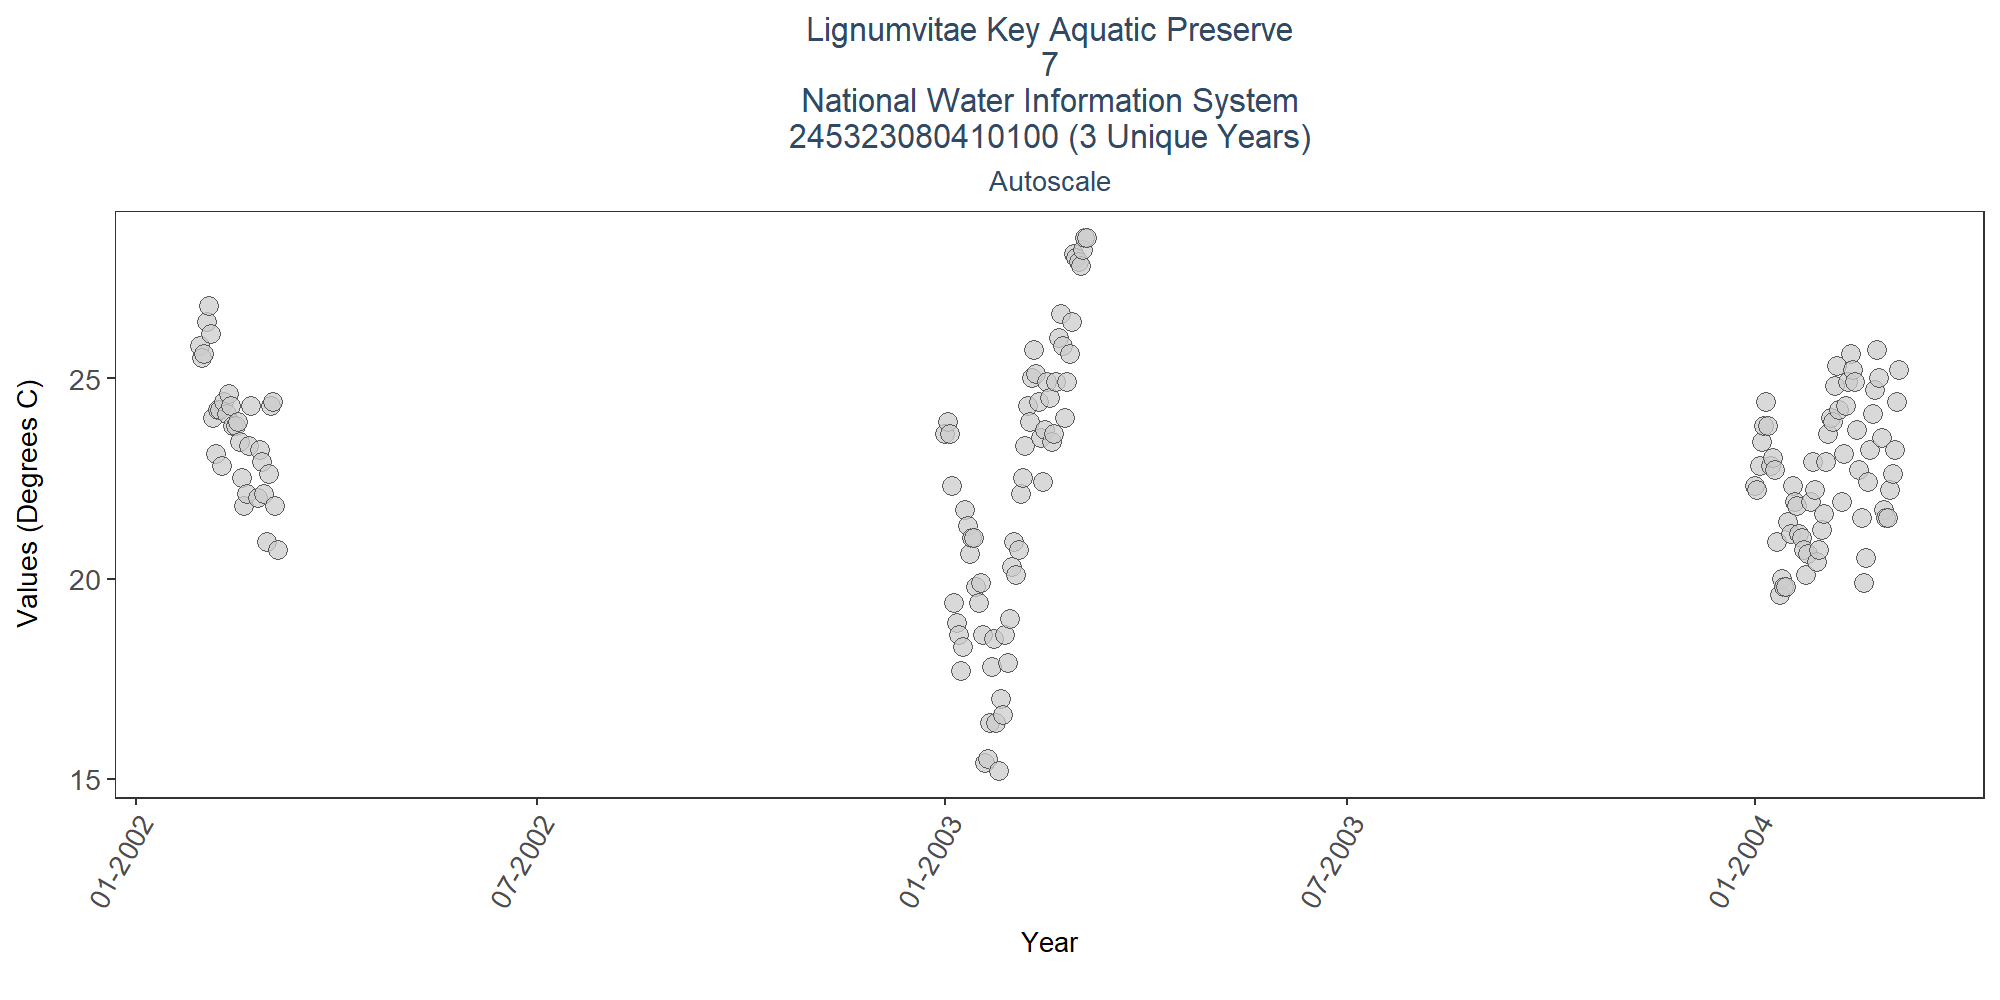 Lignumvitae Key Aquatic Preserve
7
National Water Information System
245323080410100 (3 Unique Years)
Autoscale
Values (Degrees C)
25
20
15
01-2002
07-2002
01-2003
07-2003
01-2004
Year